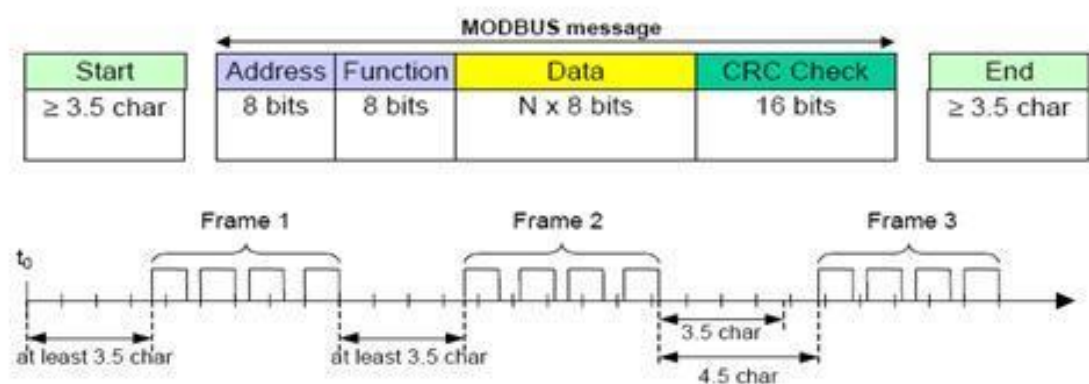 MODBUS message
Start Address Function Data CRC Check End
≥ 3.5 char 8 bits 8 bits N x 8 bits 16 bits ≥ 3.5 char
Frame 1 Frame 2 Frame 3
t0
at least 3.5 char at least 3.5 char 3.5 char
4.5 char